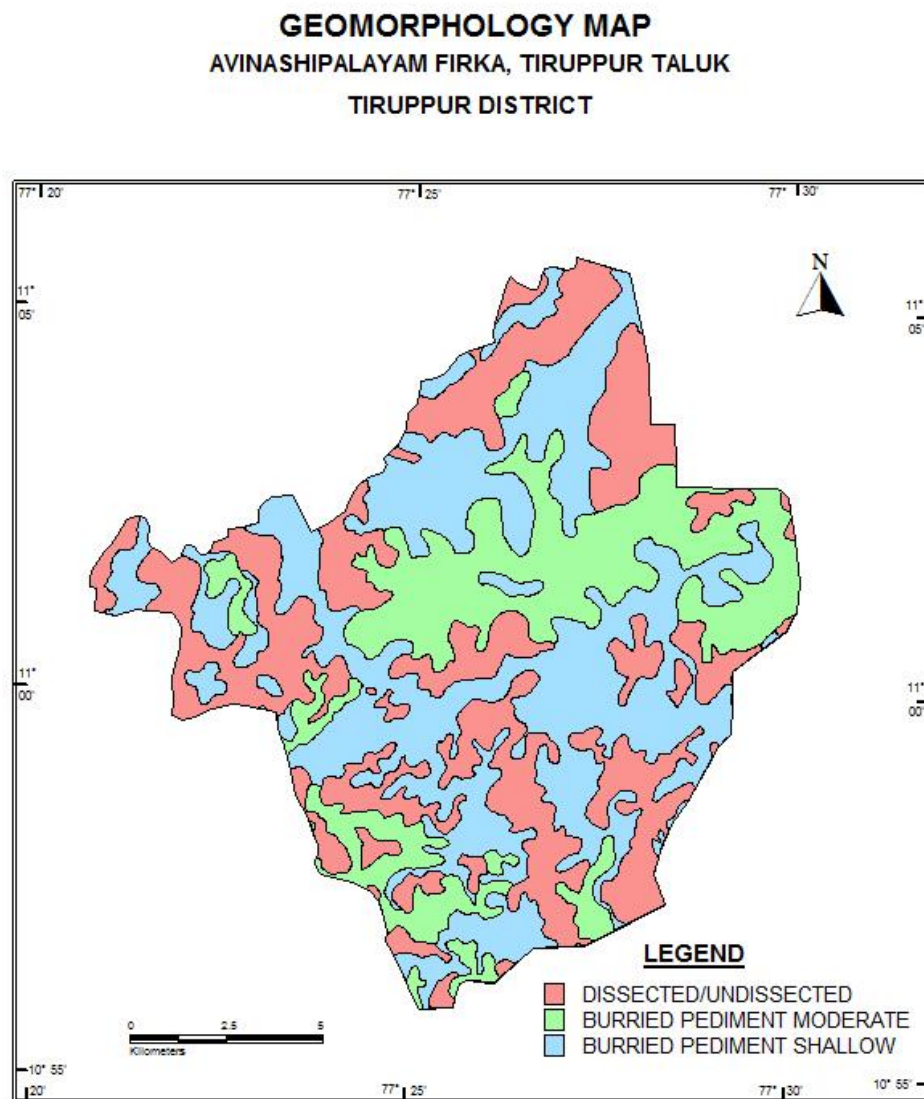 GEOMORPHOLOGY MAP
AVINASHIPALAYAM FIRKA, TIRUPPUR TALUK
TIRUPPUR DISTRICT
77° 20'
77° 25'
77° 30'
N
11°
05'
11°
05'
11°
00'
11°
00'
LEGEND
DISSECTED/UNDISSECTED
BURRIED PEDIMENT MODERATE
BURRIED PEDIMENT SHALLOW
0 2.5 5
Kilometers
10° 55'
10° 55'
20'
77° 25'
77° 30'